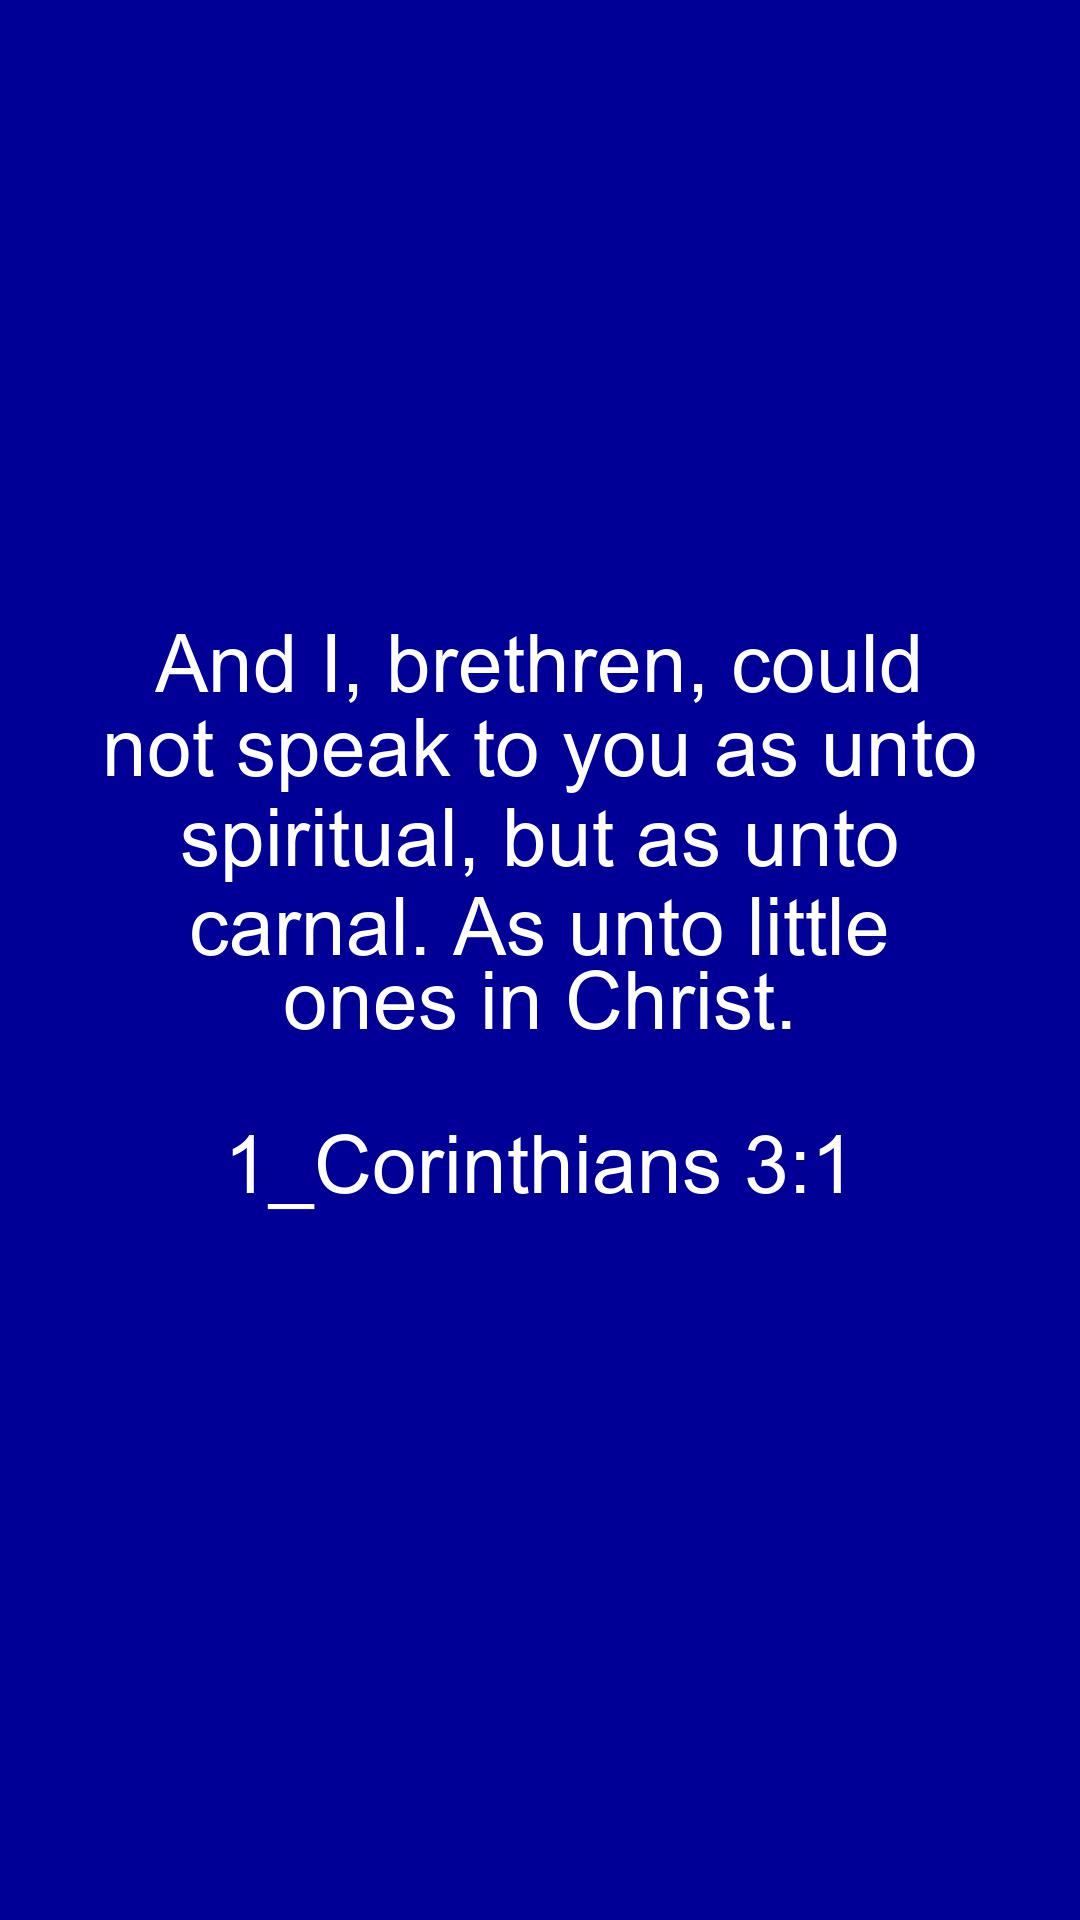 And I, brethren, could
not speak to you as unto
spiritual, but as unto
carnal. As unto little
ones in Christ.
1_Corinthians 3:1